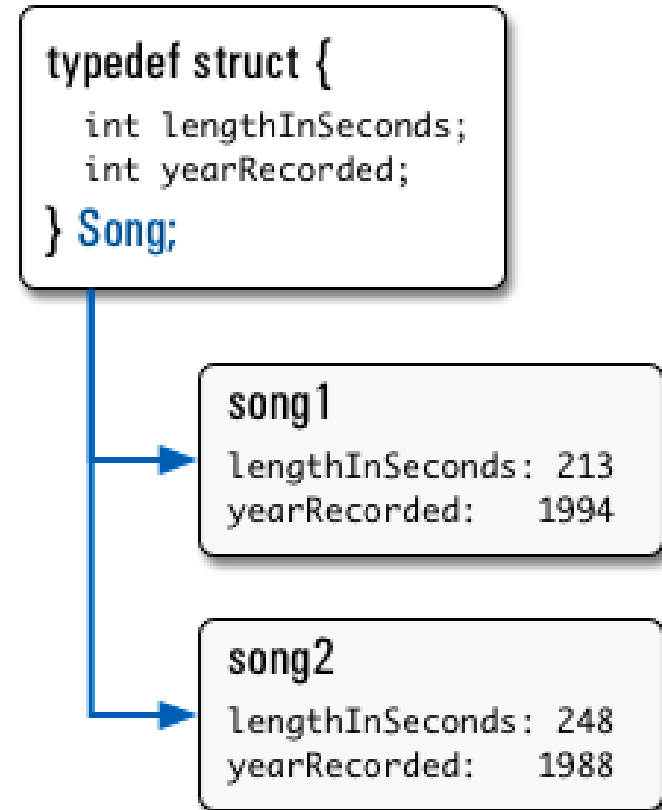 typedef struct {
int lengthInSeconds;
int yearRecorded;
} Song;
song1
lengthInSeconds: 213
yearRecorded: 1994
song2
lengthInSeconds: 248
yearRecorded: 1988